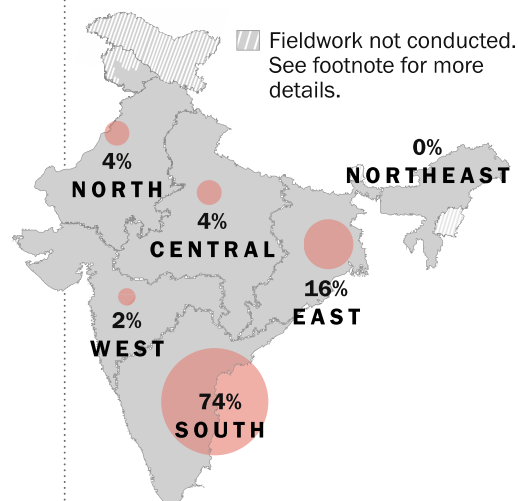 Fieldwork not conducted.
See footnote for more
details.
0%
NORTHEAST
4%
NORTH
4%
CENTRAL
16%
EAST
2%
WEST
74%
SOUTH